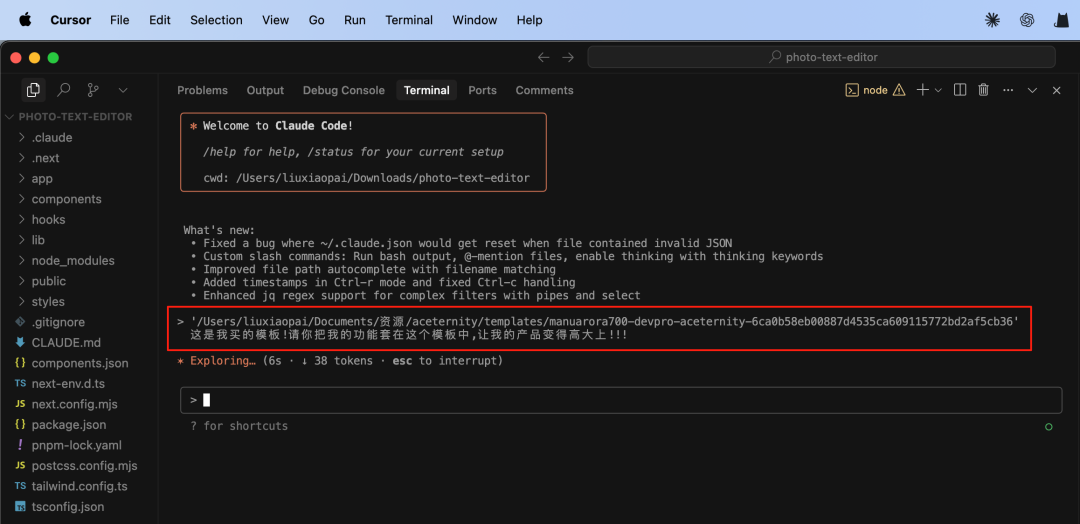 Cursor File Edit Selection View Go Run Terminal Window Help
photo-text-editor
Problems Output Debug Console Terminal Ports Comments node
PHOTO-TEXT-EDITOR
.claude
.next
app
components
hooks
lib
node_modules
public
styles
.gitignore
CLAUDE.md
{} components.json
TS next-env.d.ts
JS next.config.mjs
{} package.json
! pnpm-lock.yaml
JS postcss.config.mjs
TS tailwind.config.ts
TS tsconfig.json
✻ Welcome to Claude Code!
/help for help, /status for your current setup
cwd: /Users/liuxiaopai/Downloads/photo-text-editor
What's new:
• Fixed a bug where ~/.claude.json would get reset when file contained invalid JSON
• Custom slash commands: Run bash output, @-mention files, enable thinking with thinking keywords
• Improved file path autocomplete with filename matching
• Added timestamps in Ctrl-r mode and fixed Ctrl-c handling
• Enhanced jq regex support for complex filters with pipes and select
> '/Users/liuxiaopai/Documents/资源/aceternity/templates/manuarora700-devpro-aceternity-6ca0b58eb00887d4535ca609115772bd2af5cb36'
这是我买的模板!请你把我的功能套在这个模板中,让我的产品变得高大上!!!
✶ Exploring… (6s · ↓ 38 tokens · esc to interrupt)
>
? for shortcuts